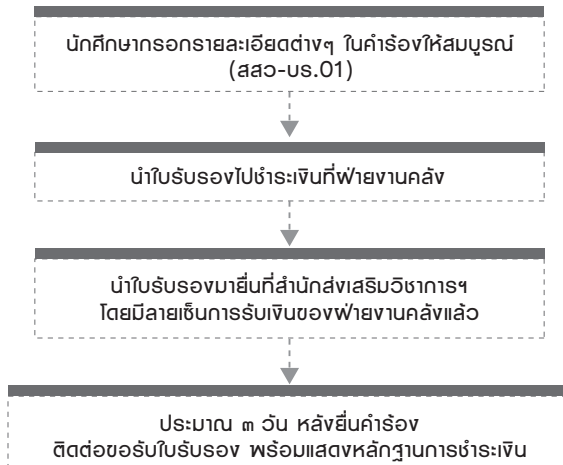 นักศึกษากรอกรายละเอียดต่างๆ ในคำร้องให้สมบูรณ์
(สสว-บร.01)
นำใบรับรองไปชำระเงินที่ฝ่ายงานคลัง
นำใบรับรองมายื่นที่สำนักส่งเสริมวิชาการฯ
โดยมีลายเซ็นการรับเงินของฝ่ายงานคลังแล้ว
ประมาณ ๓ วัน หลังยื่นคำร้อง
ติดต่อขอรับใบรับรอง พร้อมแสดงหลักฐานการชำระเงิน